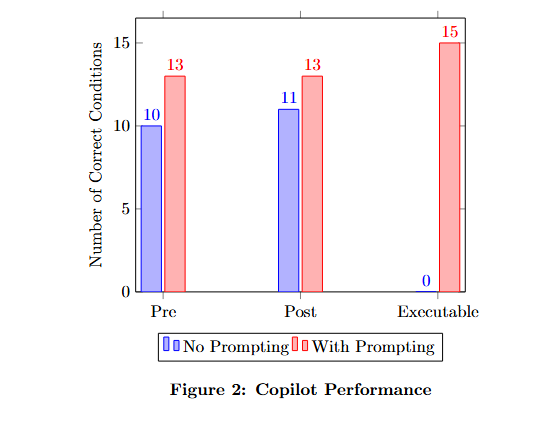 Number of Correct Conditions
15
10
5
0
10
13
11
13
0
15
Pre
Post
Executable
No Prompting
With Prompting
Figure 2: Copilot Performance